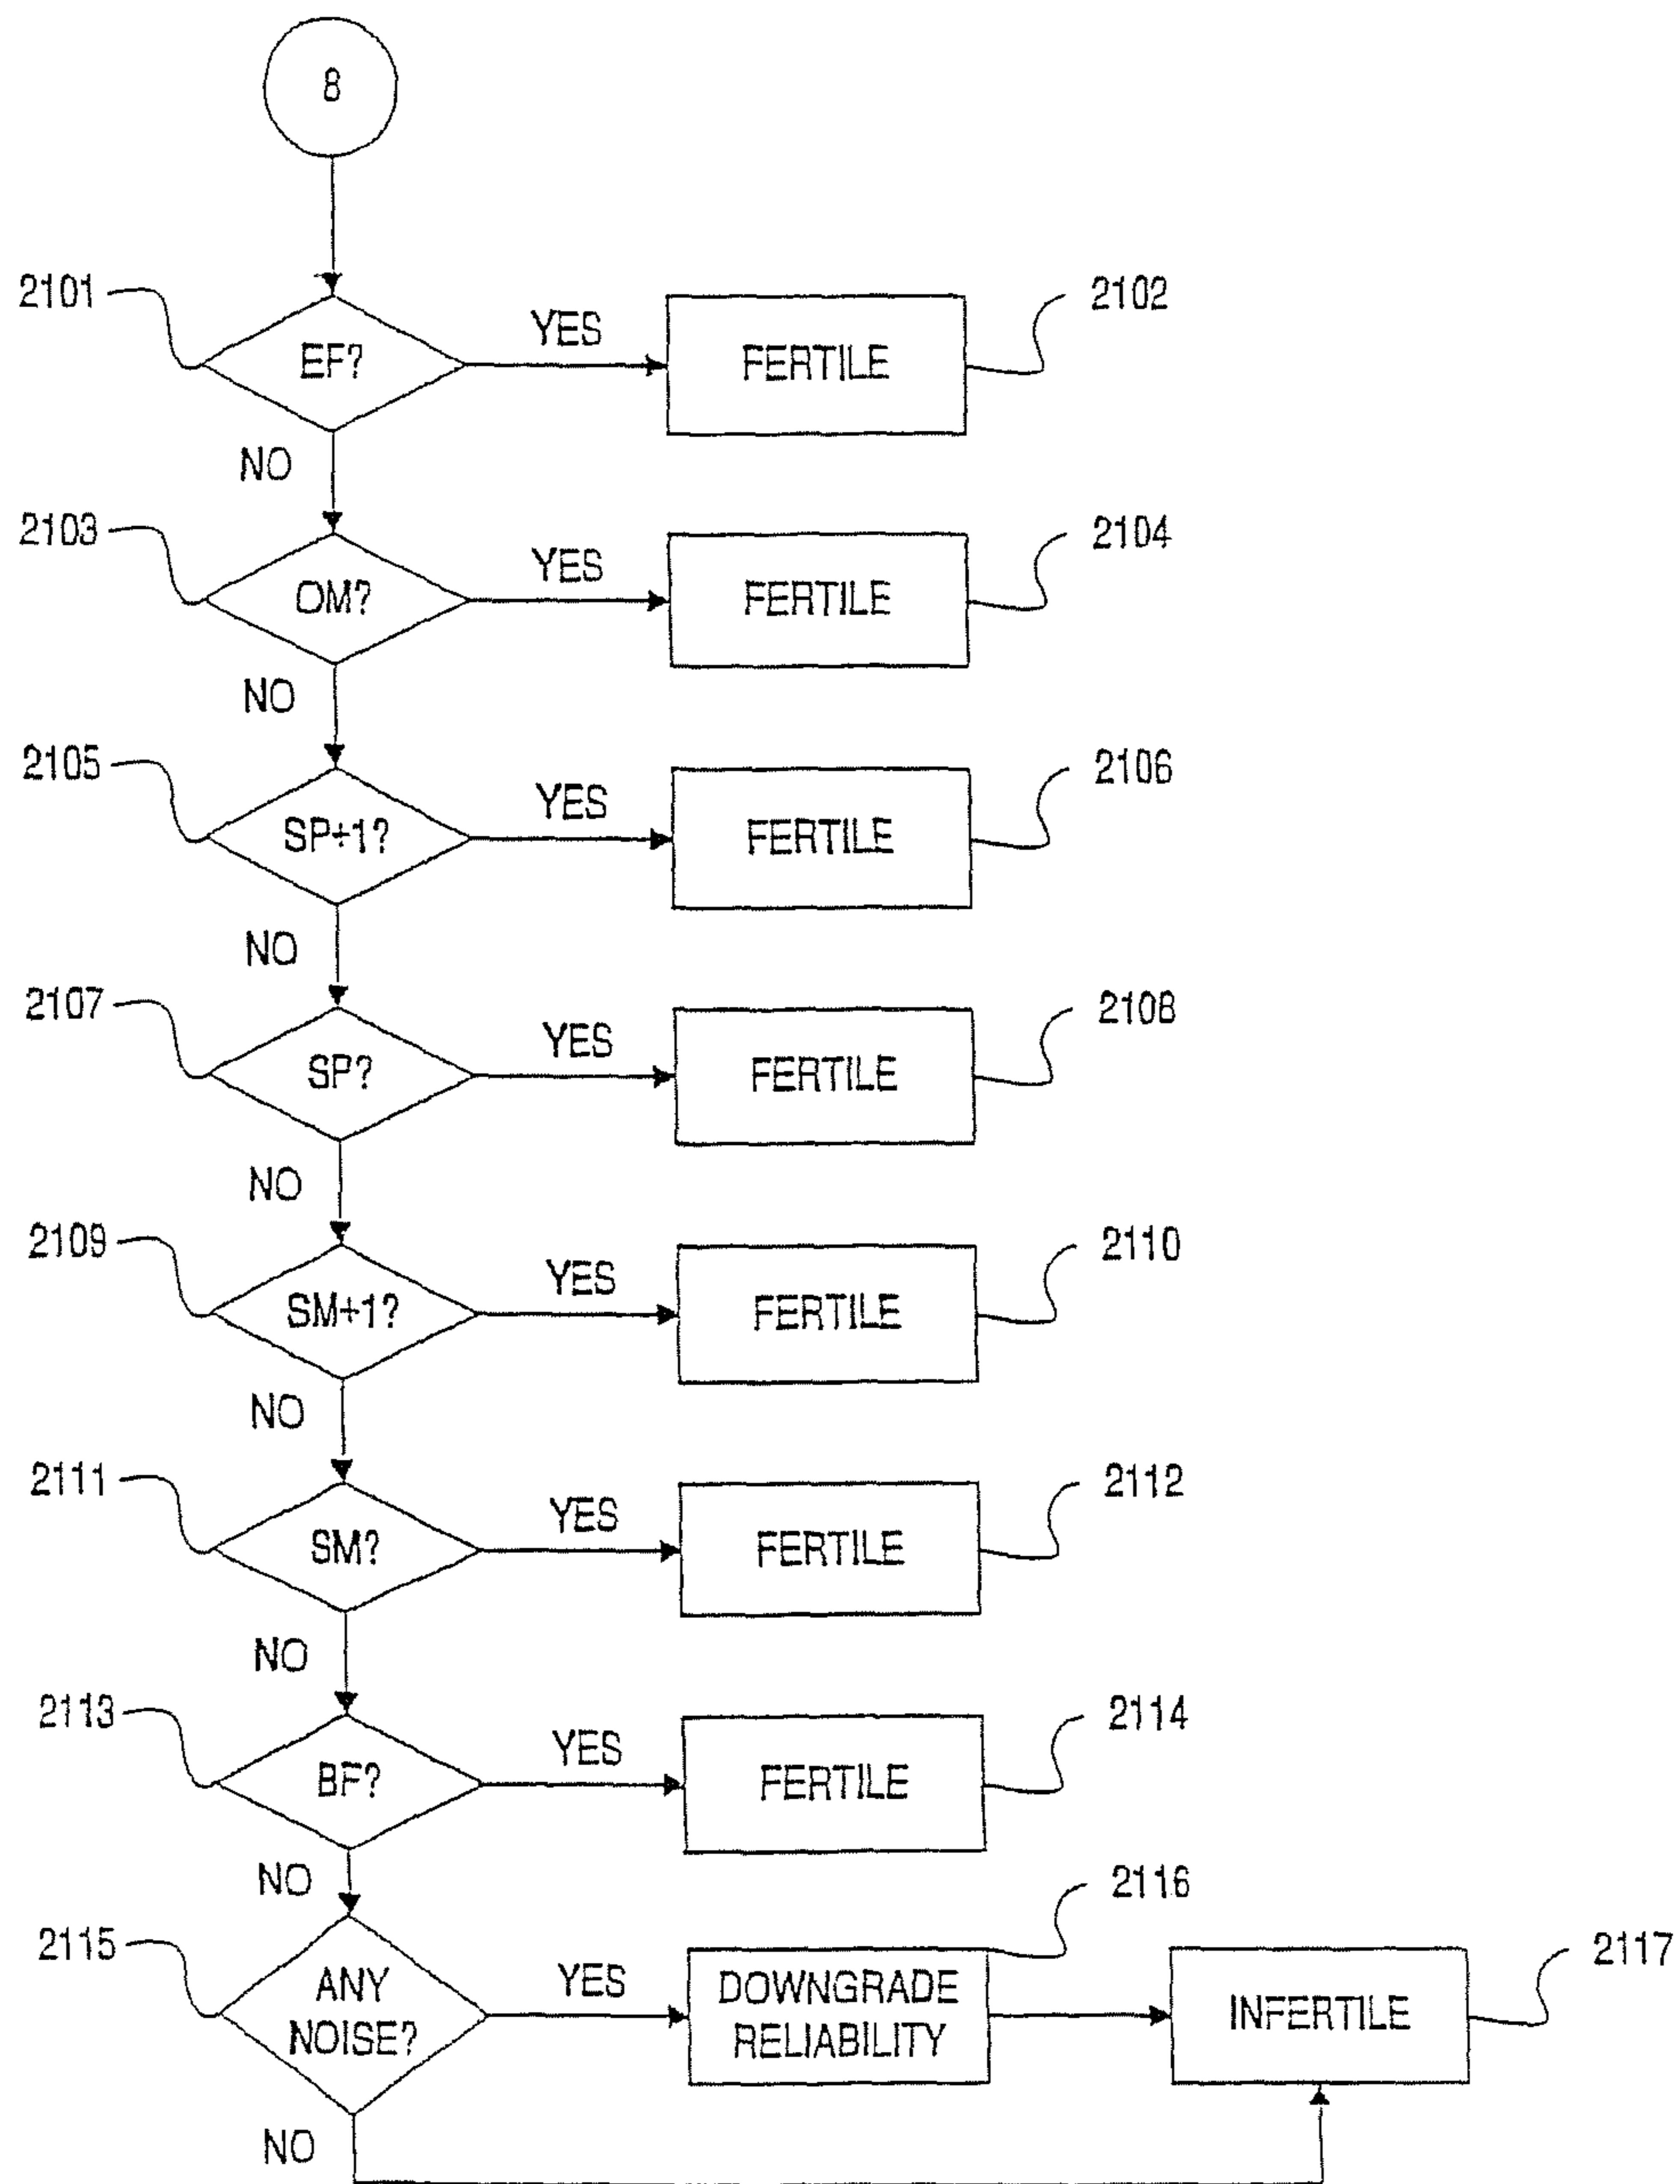 8
2101
EF?
YES
FERTILE
2102
NO
2103
OM?
YES
FERTILE
2104
NO
2105
SP+1?
YES
FERTILE
2106
NO
2107
SP?
YES
FERTILE
2108
NO
2109
SM+1?
YES
FERTILE
2110
NO
2111
SM?
YES
FERTILE
2112
NO
2113
BF?
YES
FERTILE
2114
NO
2115
ANY
NOISE?
YES
DOWNGRADE
RELIABILITY
2116
INFERTILE
2117
NO